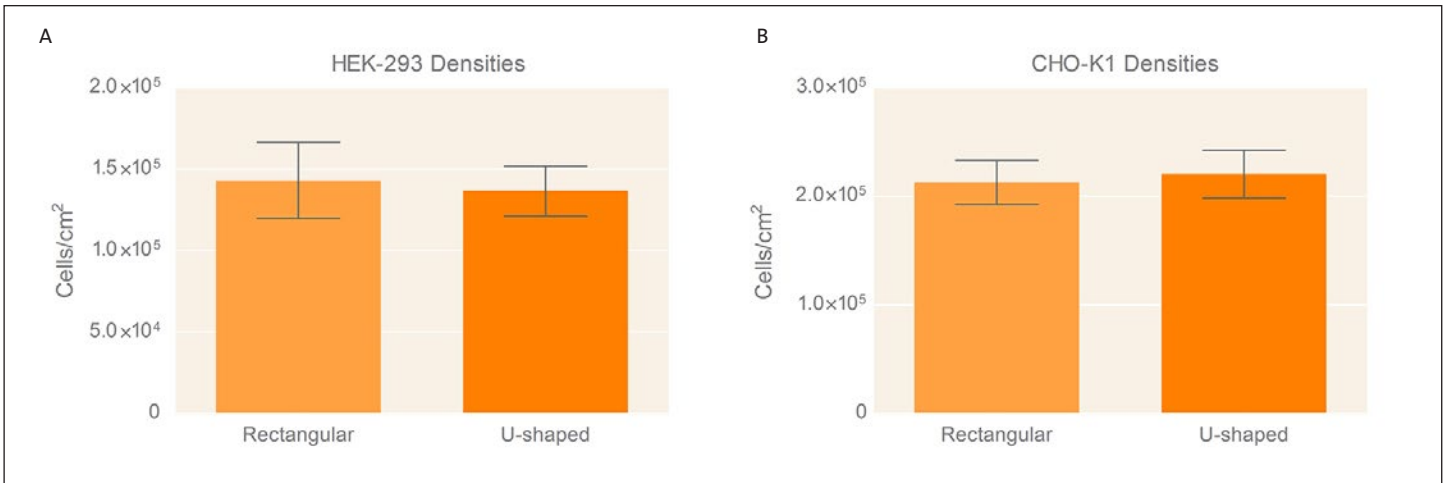 A
HEK-293 Densities
2.0×10⁵
1.5×10⁵
1.0×10⁵
5.0×10⁴
0
Cells/cm²
Rectangular
U-shaped
B
CHO-K1 Densities
3.0×10⁵
2.0×10⁵
1.0×10⁵
0
Cells/cm²
Rectangular
U-shaped